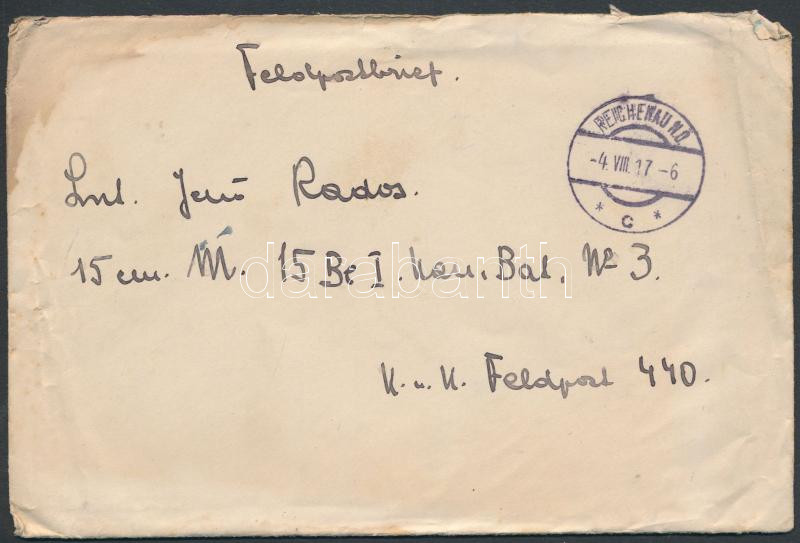 Feldpostbrief.
REICHENAU N.Ö
-4. VIII. 17 -6
* C *
Lnt. Jenő Rados.
15 cm. M. 15 Bt I. Kan. Bat. № 3.
darabanth
K. u. K. Feldpost 440.